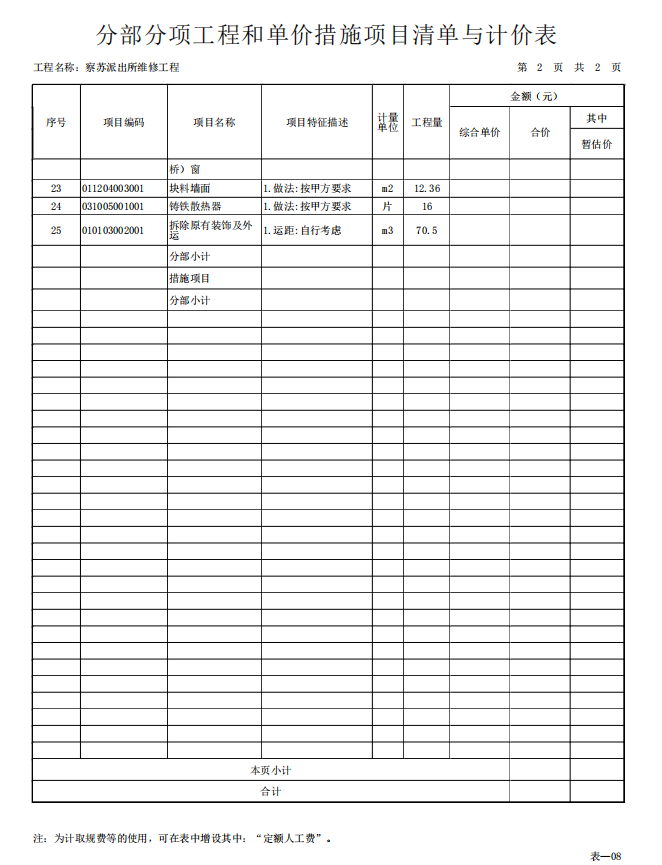 分部分项工程和单价措施项目清单与计价表
工程名称：察苏派出所维修工程 第 2 页 共 2 页
序号 项目编码 项目名称 项目特征描述 计量单位 工程量 金额（元）
综合单价 合价 其中
暂估价
桥）窗
23 011204003001 块料墙面 1.做法:按甲方要求 m2 12.36
24 031005001001 铸铁散热器 1.做法:按甲方要求 片 16
25 010103002001 拆除原有装饰及外运 1.运距:自行考虑 m3 70.5
分部小计
措施项目
分部小计
本页小计
合计
注：为计取规费等的使用，可在表中增设其中：“定额人工费”。
表—08